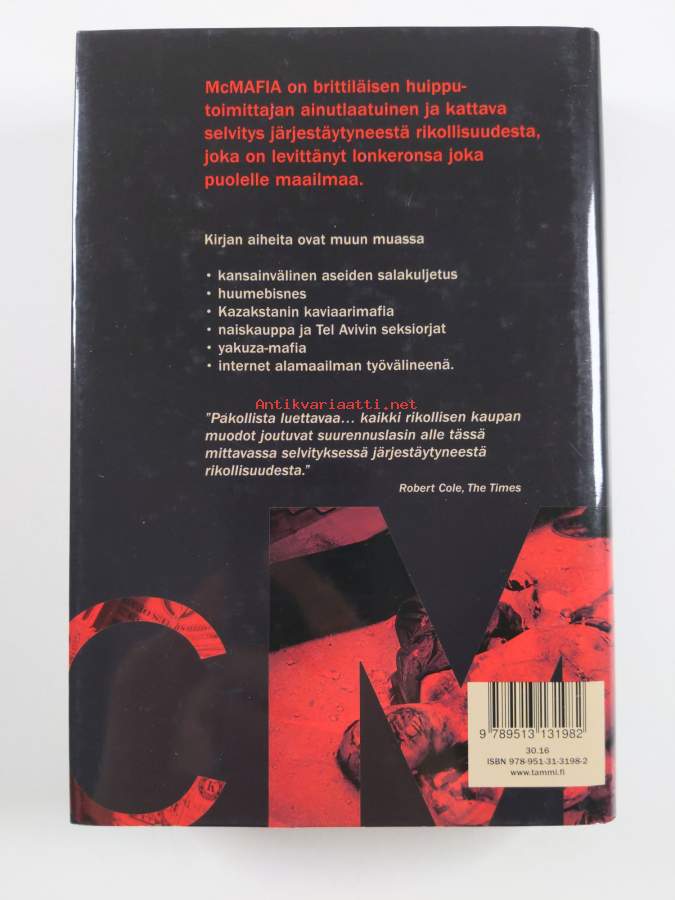 McMAFIA on brittiläisen huippu-
toimittajan ainutlaatuinen ja kattava
selvitys järjestäytyneestä rikollisuudesta,
joka on levittänyt lonkeronsa joka
puolelle maailmaa.
Kirjan aiheita ovat muun muassa
• kansainvälinen aseiden salakuljetus
• huumebisnes
• Kazakstanin kaviaarimafia
• naiskauppa ja Tel Avivin seksiorjat
• yakuza-mafia
• internet alamaailman työvälineenä.
Antikvariaatti.net
"Pakollista luettavaa... kaikki rikollisen kaupan
muodot joutuvat suurennuslasin alle tässä
mittavassa selvityksessä järjestäytyneestä
rikollisuudesta."
Robert Cole, The Times
CM
9 789513 131982
30.16
ISBN 978-951-31-3198-2
www.tammi.fi